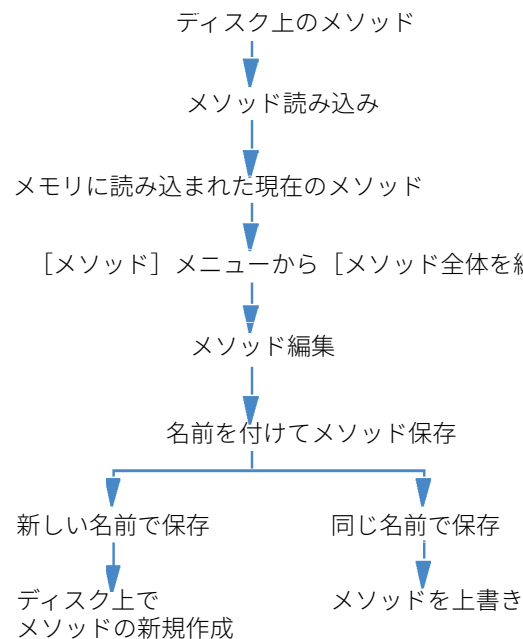 ディスク上のメソッド
メソッド読み込み
メモリに読み込まれた現在のメソッド
［メソッド］メニューから［メソッド全体を
メソッド編集
名前を付けてメソッド保存
新しい名前で保存
同じ名前で保存
ディスク上で
メソッドの新規作成
メソッドを上書き